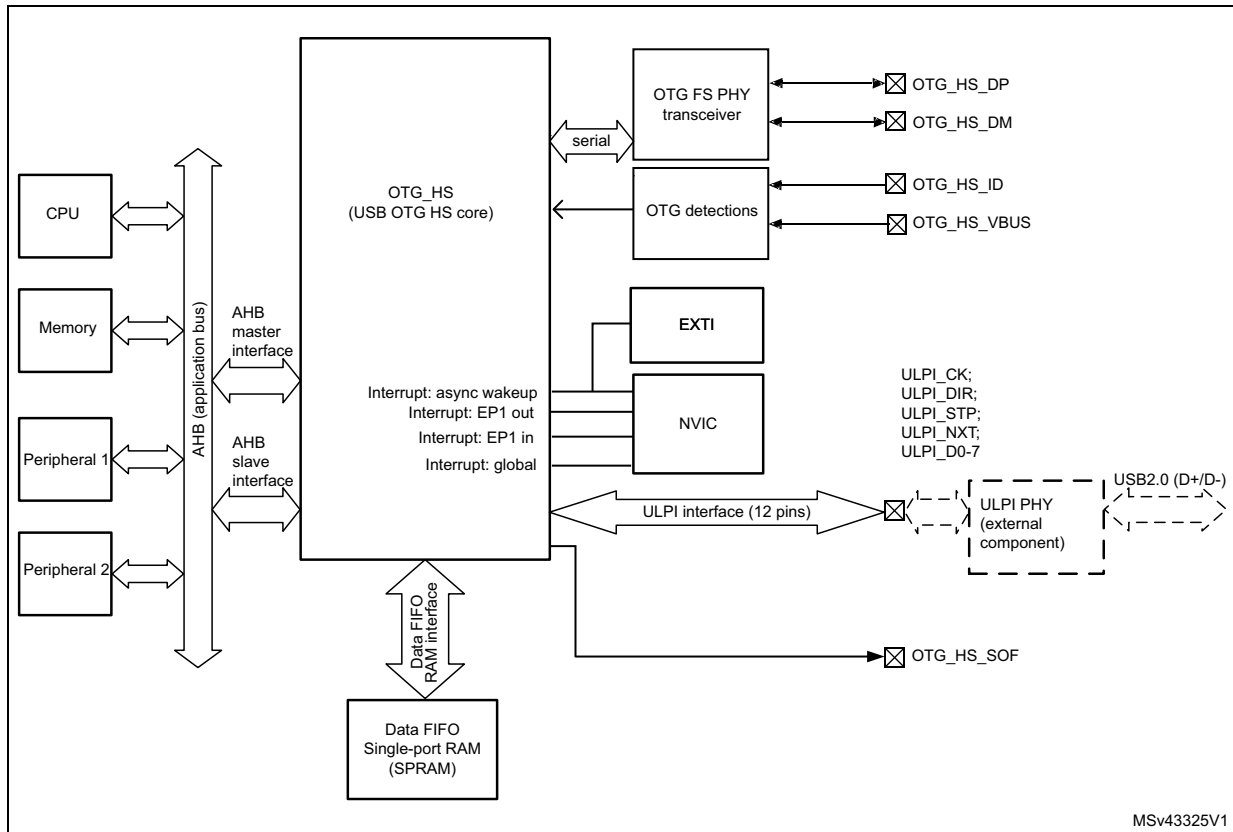 OTG FS PHY
transceiver
OTG_HS_DP
OTG_HS_DM
serial
OTG_HS
(USB OTG HS core)
OTG detections
OTG_HS_ID
OTG_HS_VBUS
CPU
Memory
Peripheral 1
Peripheral 2
AHB (application bus)
AHB
master
interface
AHB
slave
interface
EXTI
Interrupt: async wakeup
Interrupt: EP1 out
Interrupt: EP1 in
Interrupt: global
NVIC
ULPI_CK;
ULPI_DIR;
ULPI_STP;
ULPI_NXT;
ULPI_D0-7
ULPI interface (12 pins)
ULPI PHY
(external
component)
USB2.0 (D+/D-)
OTG_HS_SOF
Data FIFO
RAM interface
Data FIFO
Single-port RAM
(SPRAM)
MSv43325V1